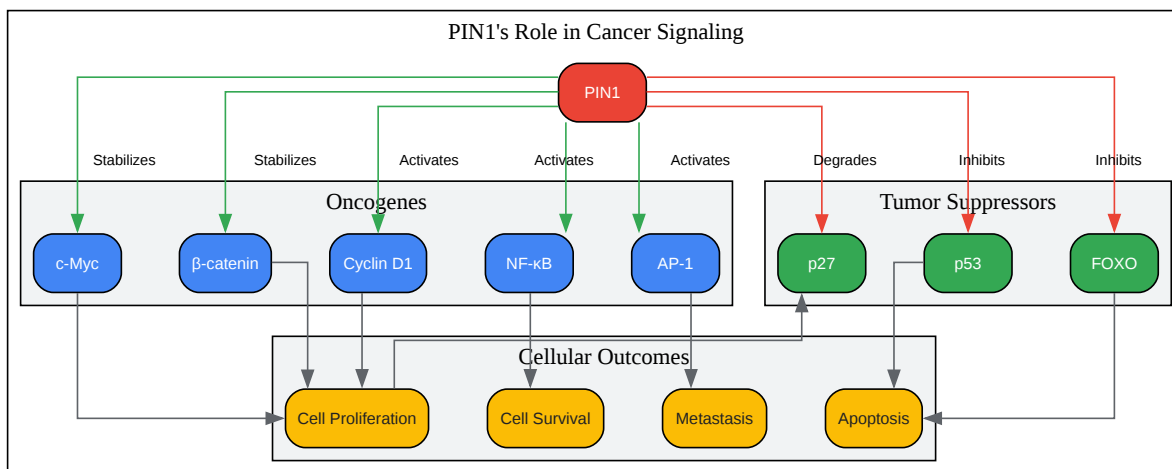 PIN1's Role in Cancer Signaling
PIN1
Stabilizes
Stabilizes
Activates
Activates
Activates
Degrades
Inhibits
Inhibits
Oncogenes
Tumor Suppressors
c-Myc
β-catenin
Cyclin D1
NF-κB
AP-1
p27
p53
FOXO
Cellular Outcomes
Cell Proliferation
Cell Survival
Metastasis
Apoptosis